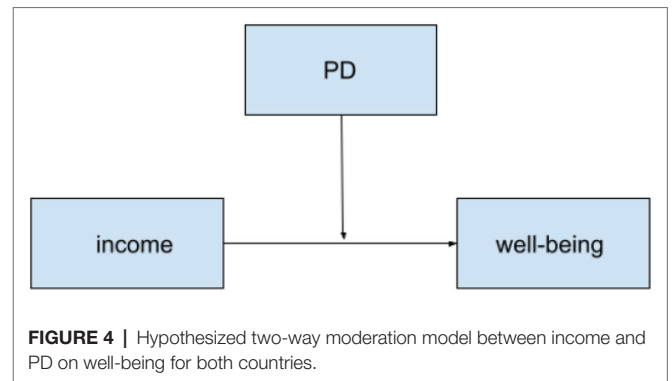 PD
income
well-being
FIGURE 4 | Hypothesized two-way moderation model between income and
PD on well-being for both countries.